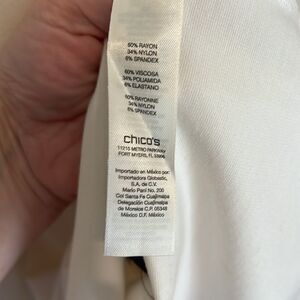 60% RAYON
34% NYLON
6% SPANDEX
60% VISCOSA
34% POLIAMIDA
6% ELASTANO
60% RAYONNE
34% NYLON
6% SPANDEX
chico's
11215 METRO PARKWAY
FORT MYERS, FL 33966
Importado en México por:
Importadora Globastic,
S.A. de C.V.
Mario Pani No. 200
Col Santa Fe Cuajimalpa
Delegación Cuajimalpa
de Morelos C.P. 05348
México D.F. México